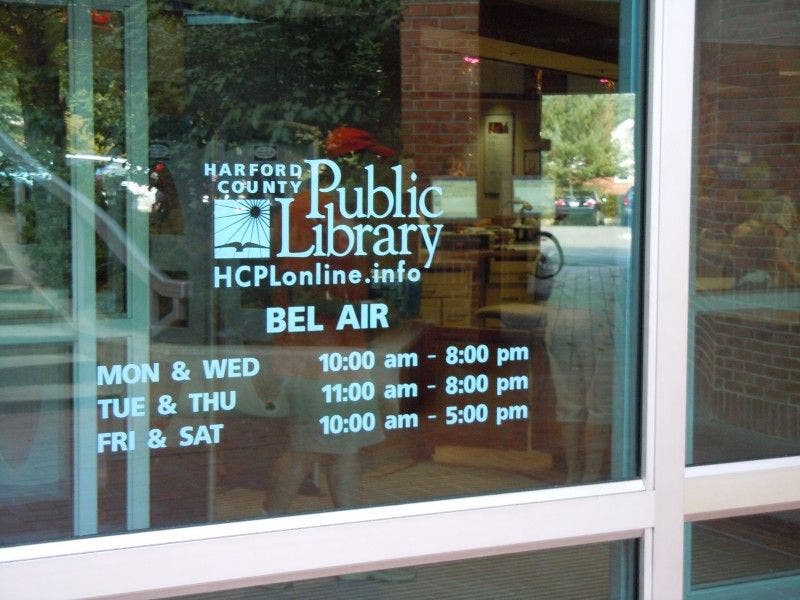 HARFORD
COUNTY
Public
Library
HCPLonline.info
BEL AIR
MON & WED 10:00 am - 8:00 pm
TUE & THU 11:00 am - 8:00 pm
FRI & SAT 10:00 am - 5:00 pm